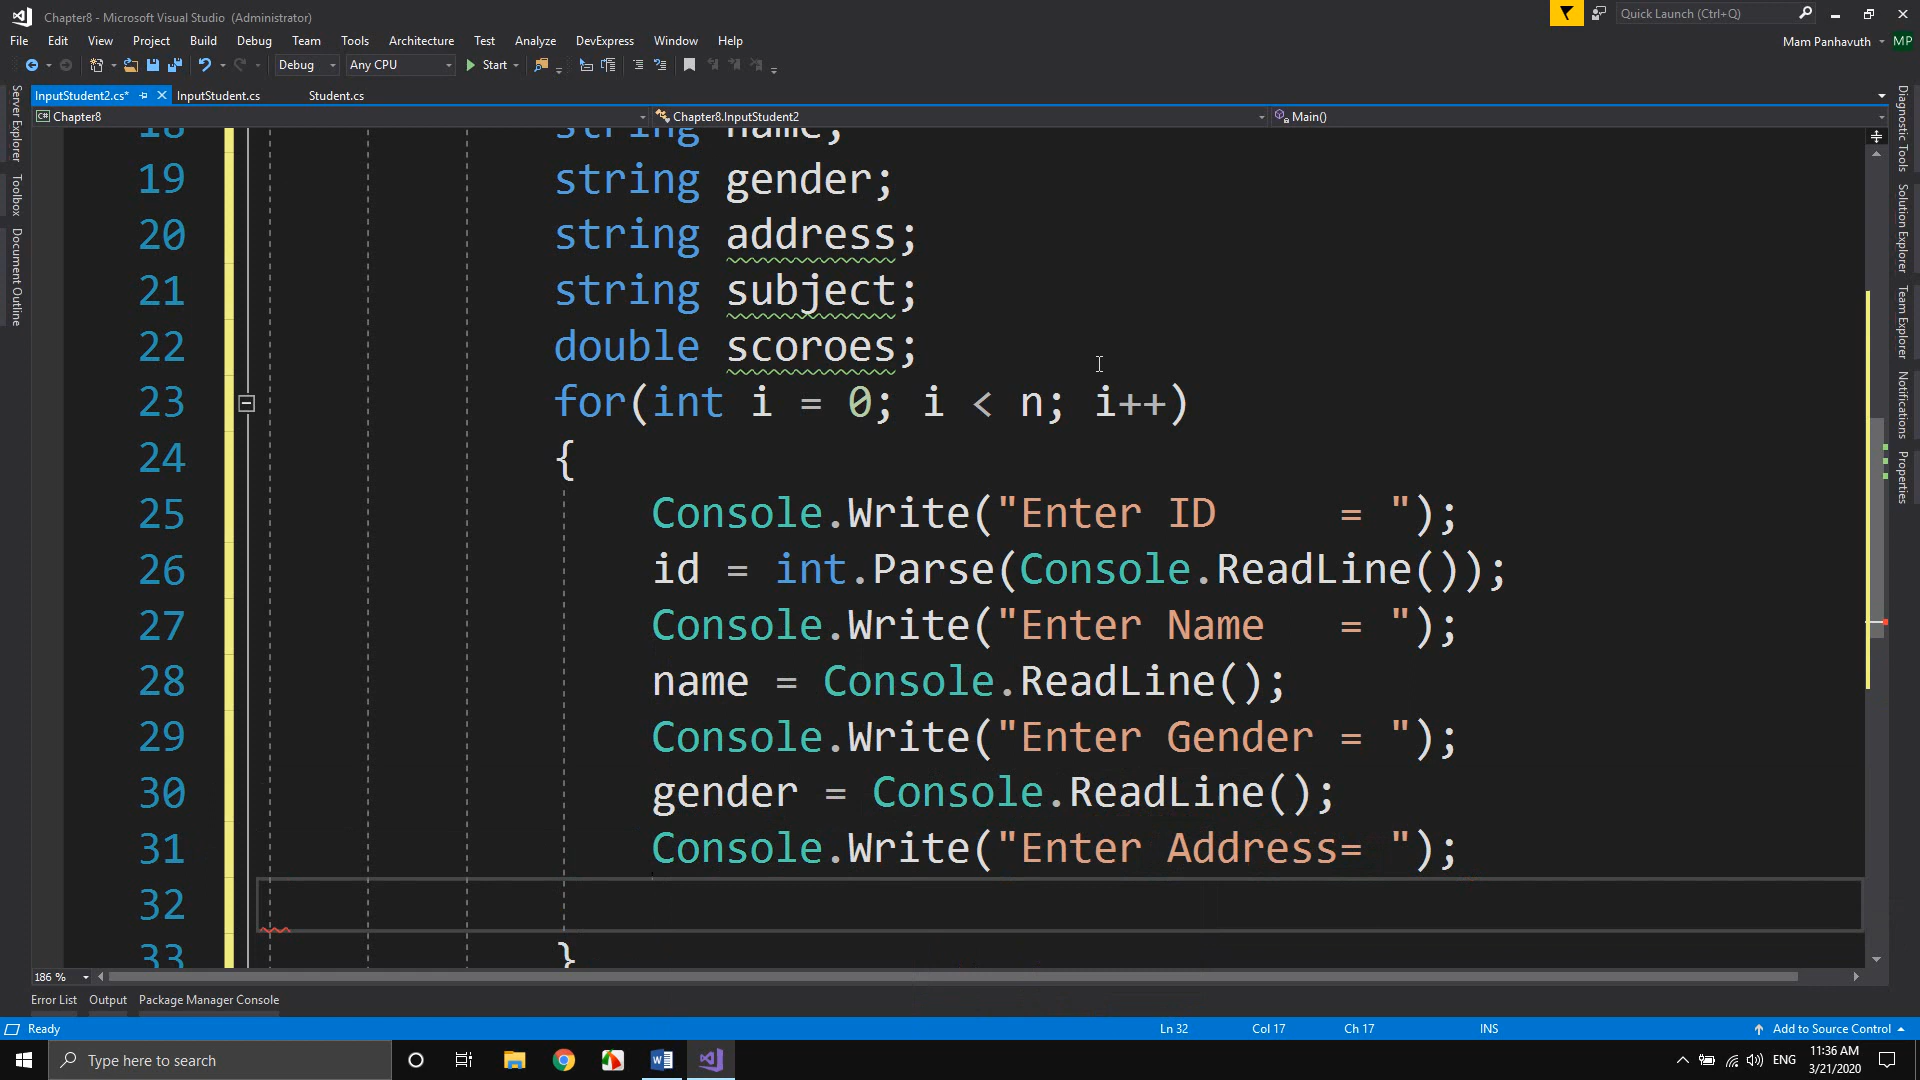 Chapter8 - Microsoft Visual Studio (Administrator)
Quick Launch (Ctrl+Q)
File Edit View Project Build Debug Team Tools Architecture Test Analyze DevExpress Window Help
Mam Panhavuth MP
Debug Any CPU Start
InputStudent2.cs* InputStudent.cs Student.cs
C# Chapter8 Chapter8.InputStudent2 Main()
Server Explorer
Toolbox
Document Outline
18 string name;
19 string gender;
20 string address;
21 string subject;
22 double scoroes;
23 for(int i = 0; i < n; i++)
24 {
25 Console.Write("Enter ID     = ");
26 id = int.Parse(Console.ReadLine());
27 Console.Write("Enter Name   = ");
28 name = Console.ReadLine();
29 Console.Write("Enter Gender = ");
30 gender = Console.ReadLine();
31 Console.Write("Enter Address= ");
32
33 }
Diagnostic Tools
Solution Explorer
Team Explorer
Notifications
Properties
186 %
Error List Output Package Manager Console
Ready Ln 32 Col 17 Ch 17 INS Add to Source Control
Type here to search
ENG
11:36 AM
3/21/2020